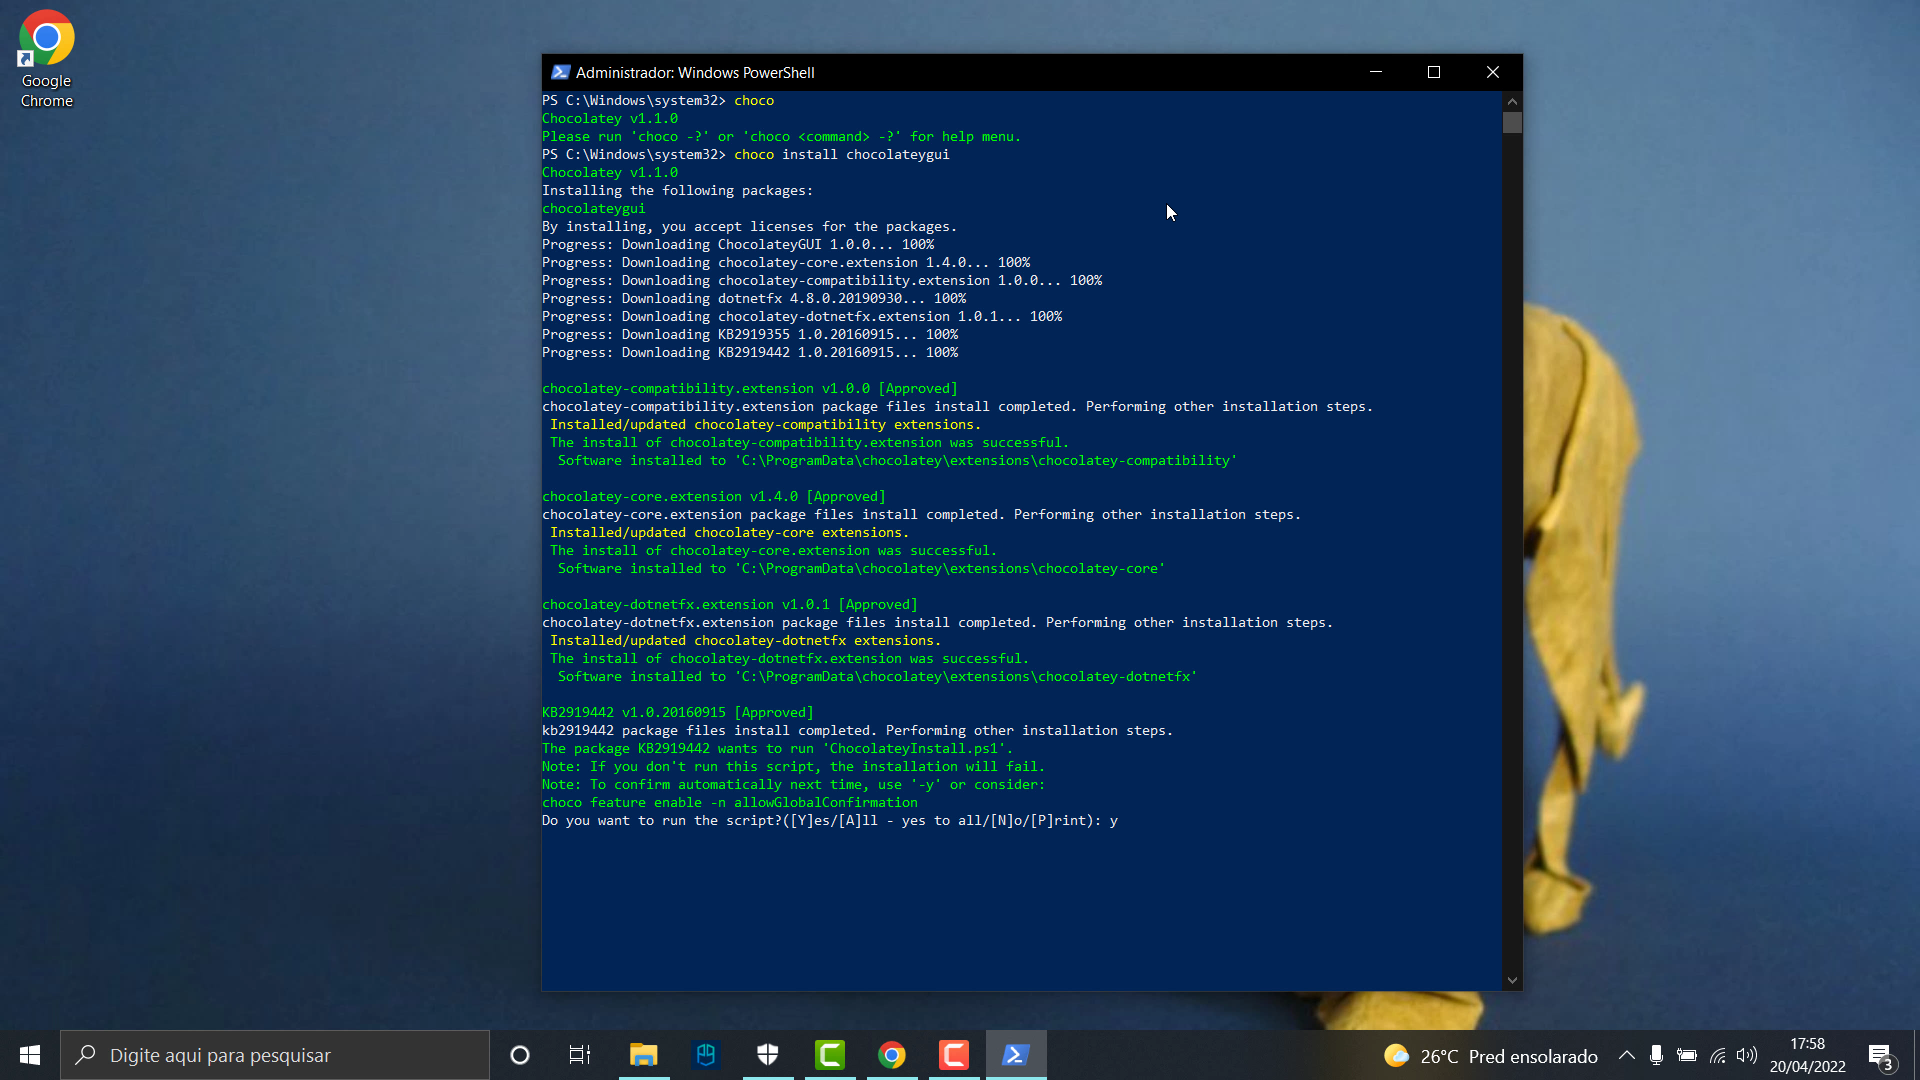 Google
Chrome
Administrador: Windows PowerShell
PS C:\Windows\system32> choco
Chocolatey v1.1.0
Please run 'choco -?' or 'choco <command> -?' for help menu.
PS C:\Windows\system32> choco install chocolateygui
Chocolatey v1.1.0
Installing the following packages:
chocolateygui
By installing, you accept licenses for the packages.
Progress: Downloading ChocolateyGUI 1.0.0... 100%
Progress: Downloading chocolatey-core.extension 1.4.0... 100%
Progress: Downloading chocolatey-compatibility.extension 1.0.0... 100%
Progress: Downloading dotnetfx 4.8.0.20190930... 100%
Progress: Downloading chocolatey-dotnetfx.extension 1.0.1... 100%
Progress: Downloading KB2919355 1.0.20160915... 100%
Progress: Downloading KB2919442 1.0.20160915... 100%
chocolatey-compatibility.extension v1.0.0 [Approved]
chocolatey-compatibility.extension package files install completed. Performing other installation steps.
Installed/updated chocolatey-compatibility extensions.
The install of chocolatey-compatibility.extension was successful.
Software installed to 'C:\ProgramData\chocolatey\extensions\chocolatey-compatibility'
chocolatey-core.extension v1.4.0 [Approved]
chocolatey-core.extension package files install completed. Performing other installation steps.
Installed/updated chocolatey-core extensions.
The install of chocolatey-core.extension was successful.
Software installed to 'C:\ProgramData\chocolatey\extensions\chocolatey-core'
chocolatey-dotnetfx.extension v1.0.1 [Approved]
chocolatey-dotnetfx.extension package files install completed. Performing other installation steps.
Installed/updated chocolatey-dotnetfx extensions.
The install of chocolatey-dotnetfx.extension was successful.
Software installed to 'C:\ProgramData\chocolatey\extensions\chocolatey-dotnetfx'
KB2919442 v1.0.20160915 [Approved]
kb2919442 package files install completed. Performing other installation steps.
The package KB2919442 wants to run 'ChocolateyInstall.ps1'.
Note: If you don't run this script, the installation will fail.
Note: To confirm automatically next time, use '-y' or consider:
choco feature enable -n allowGlobalConfirmation
Do you want to run the script?([Y]es/[A]ll - yes to all/[N]o/[P]rint): y
Digite aqui para pesquisar
26°C Pred ensolarado
17:58
20/04/2022
3